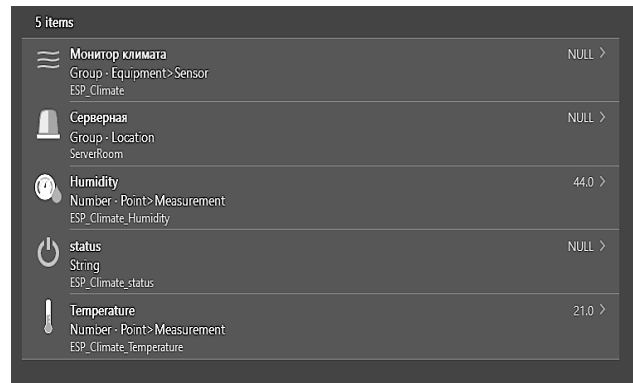 5 items
Монитор климата
NULL >
Group · Equipment>Sensor
ESP_Climate
Серверная
NULL >
Group · Location
ServerRoom
Humidity
44.0 >
Number · Point>Measurement
ESP_Climate_Humidity
status
NULL >
String
ESP_Climate_status
Temperature
21.0 >
Number · Point>Measurement
ESP_Climate_Temperature